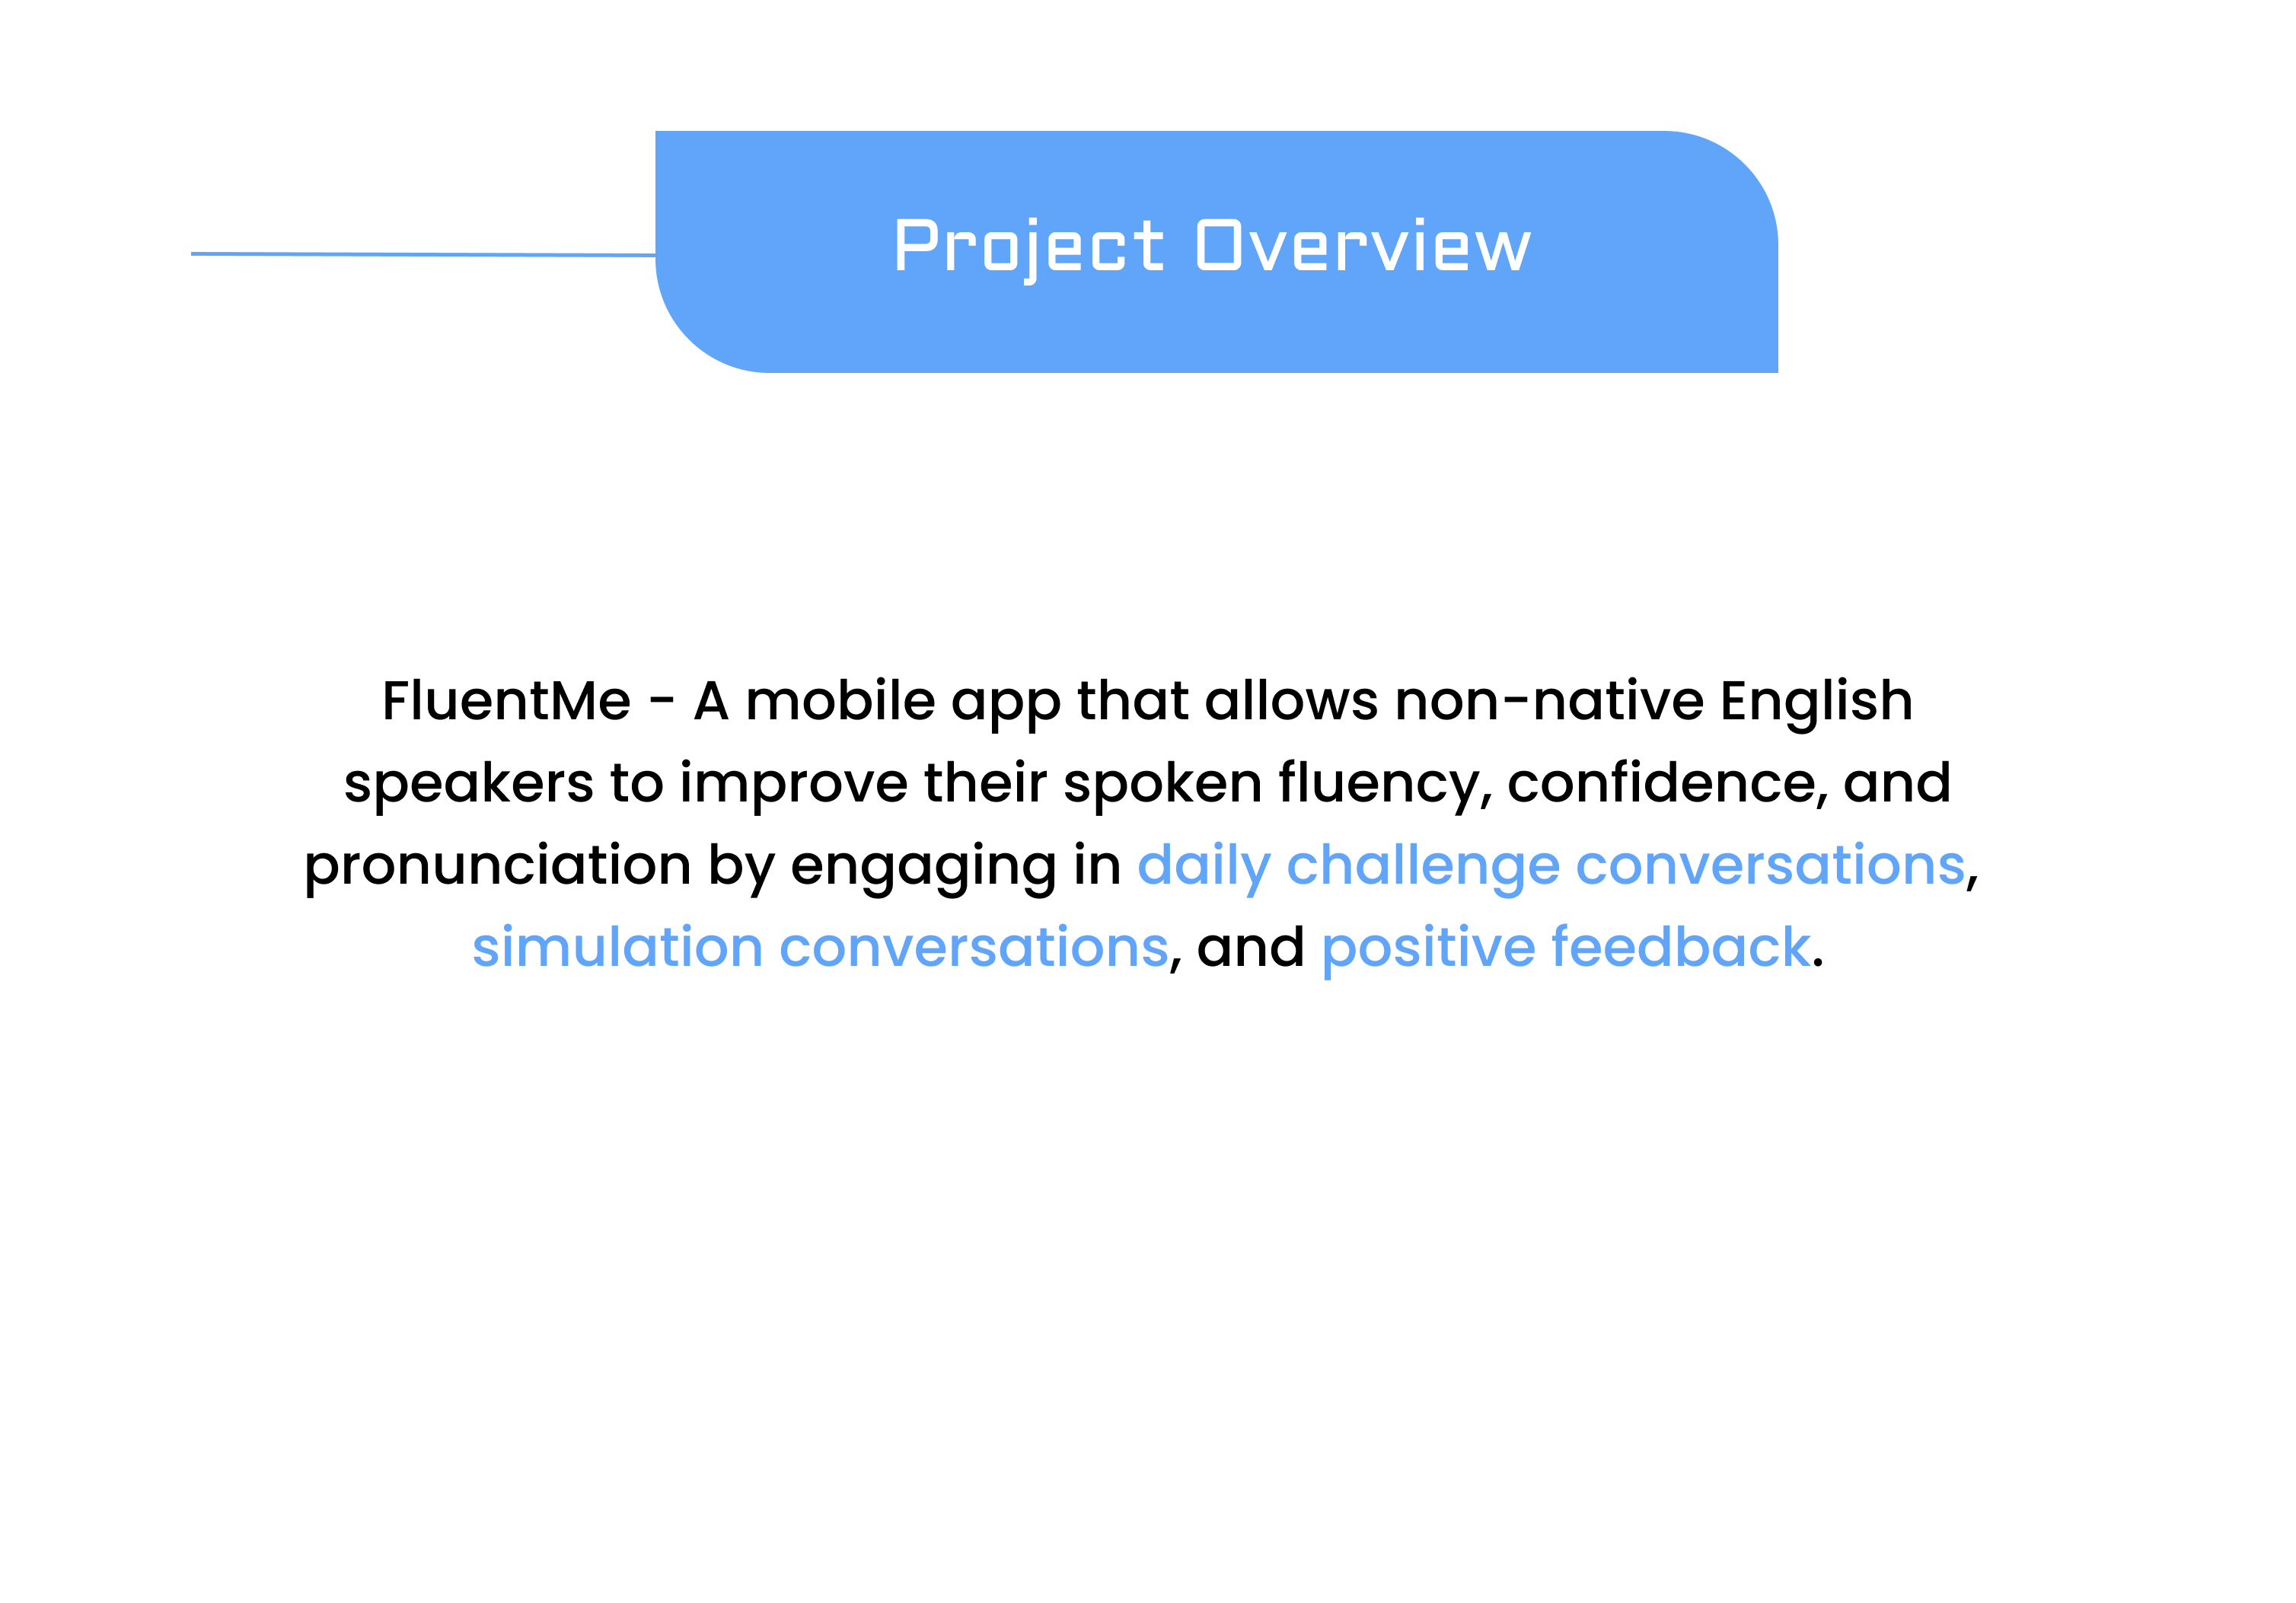 Project Overview
FluentMe - A mobile app that allows non-native English
speakers to improve their spoken fluency, confidence, and
pronunciation by engaging in daily challenge conversations,
simulation conversations, and positive feedback.